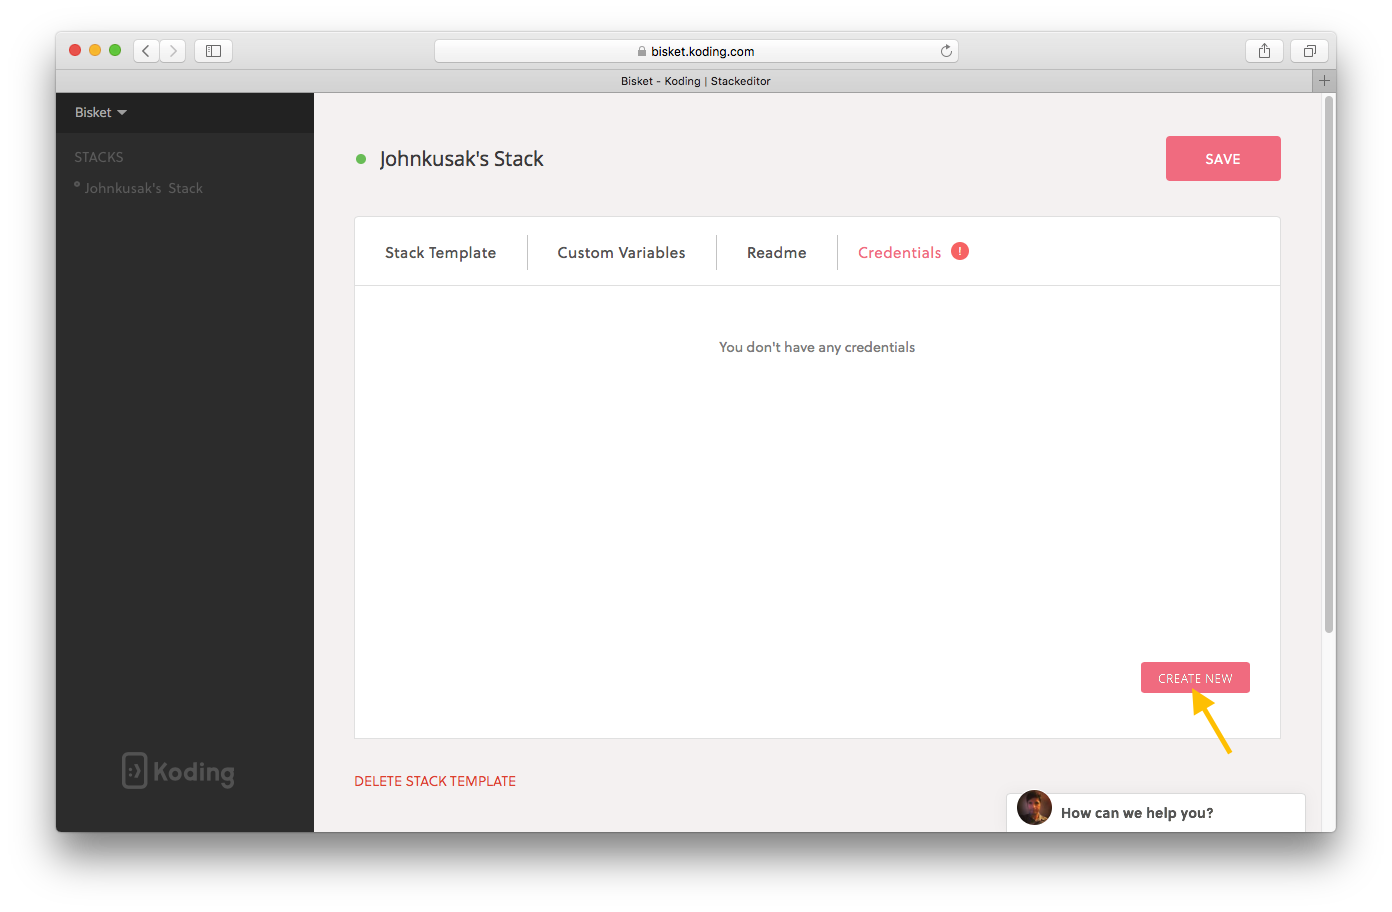 bisket.koding.com
Bisket - Koding | Stackeditor
Bisket
STACKS
Johnkusak's Stack
Johnkusak's Stack
SAVE
Stack Template
Custom Variables
Readme
Credentials !
You don't have any credentials
CREATE NEW
Koding
DELETE STACK TEMPLATE
How can we help you?